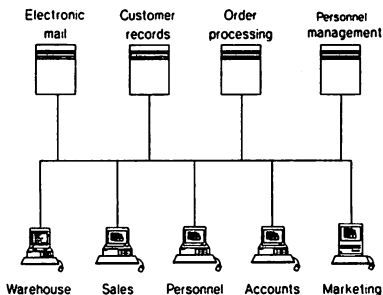 Electronic mail
Customer records
Order processing
Personnel management
Warehouse
Sales
Personnel
Accounts
Marketing